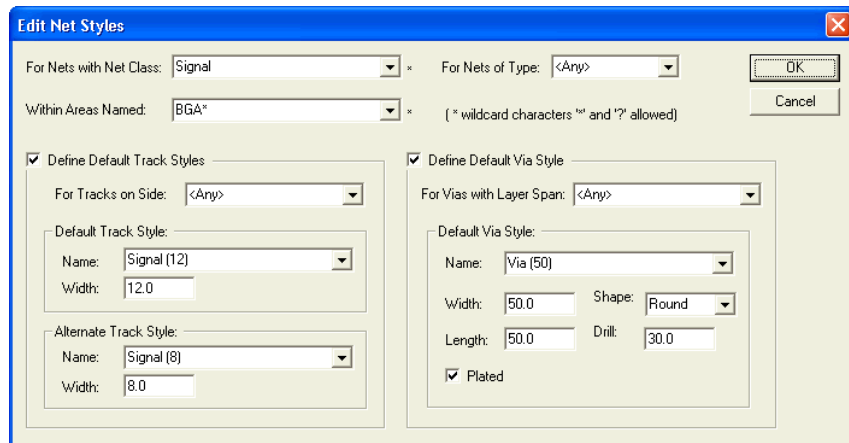 Edit Net Styles
For Nets with Net Class: Signal * For Nets of Type: <Any> OK
Within Areas Named: BGA* * ( * wildcard characters '*' and '?' allowed) Cancel
Define Default Track Styles
For Tracks on Side: <Any>
Default Track Style:
Name: Signal (12)
Width: 12.0
Alternate Track Style:
Name: Signal (8)
Width: 8.0
Define Default Via Style
For Vias with Layer Span: <Any>
Default Via Style:
Name: Via (50)
Width: 50.0 Shape: Round
Length: 50.0 Drill: 30.0
Plated